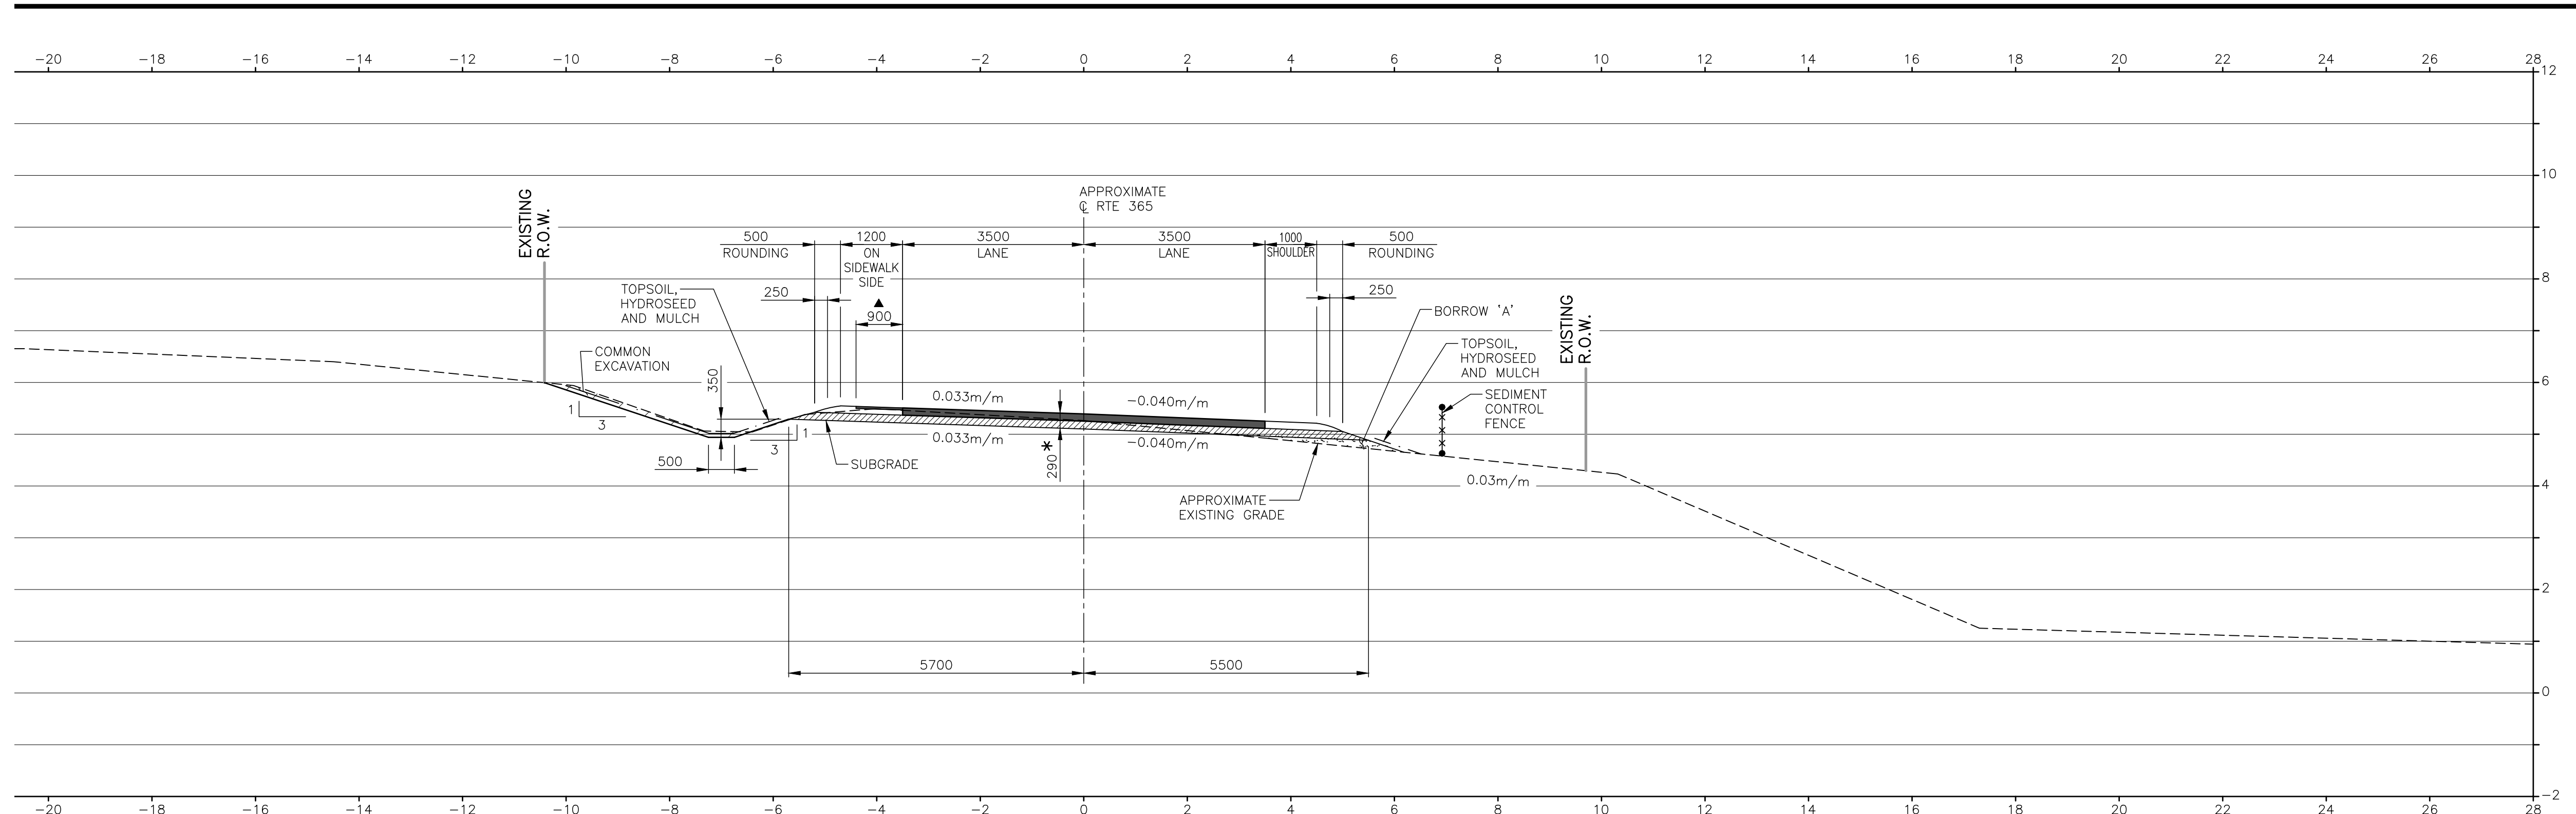 -20 -18 -16 -14 -12 -10 -8 -6 -4 -2 0 2 4 6 8 10 12 14 16 18 20 22 24 26 28
12
10
8
6
4
2
0
-2
EXISTING
R.O.W.
APPROXIMATE
℄ RTE 365
500
ROUNDING
1200
ON
SIDEWALK
SIDE
▲
900
3500
LANE
3500
LANE
1000
SHOULDER
500
ROUNDING
250
250
TOPSOIL,
HYDROSEED
AND MULCH
COMMON
EXCAVATION
350
1
3
500
3
1
0.033m/m
-0.040m/m
0.033m/m
-0.040m/m
290 *
SUBGRADE
BORROW 'A'
TOPSOIL,
HYDROSEED
AND MULCH
SEDIMENT
CONTROL
FENCE
EXISTING
R.O.W.
0.03m/m
APPROXIMATE
EXISTING GRADE
5700
5500
-20 -18 -16 -14 -12 -10 -8 -6 -4 -2 0 2 4 6 8 10 12 14 16 18 20 22 24 26 28